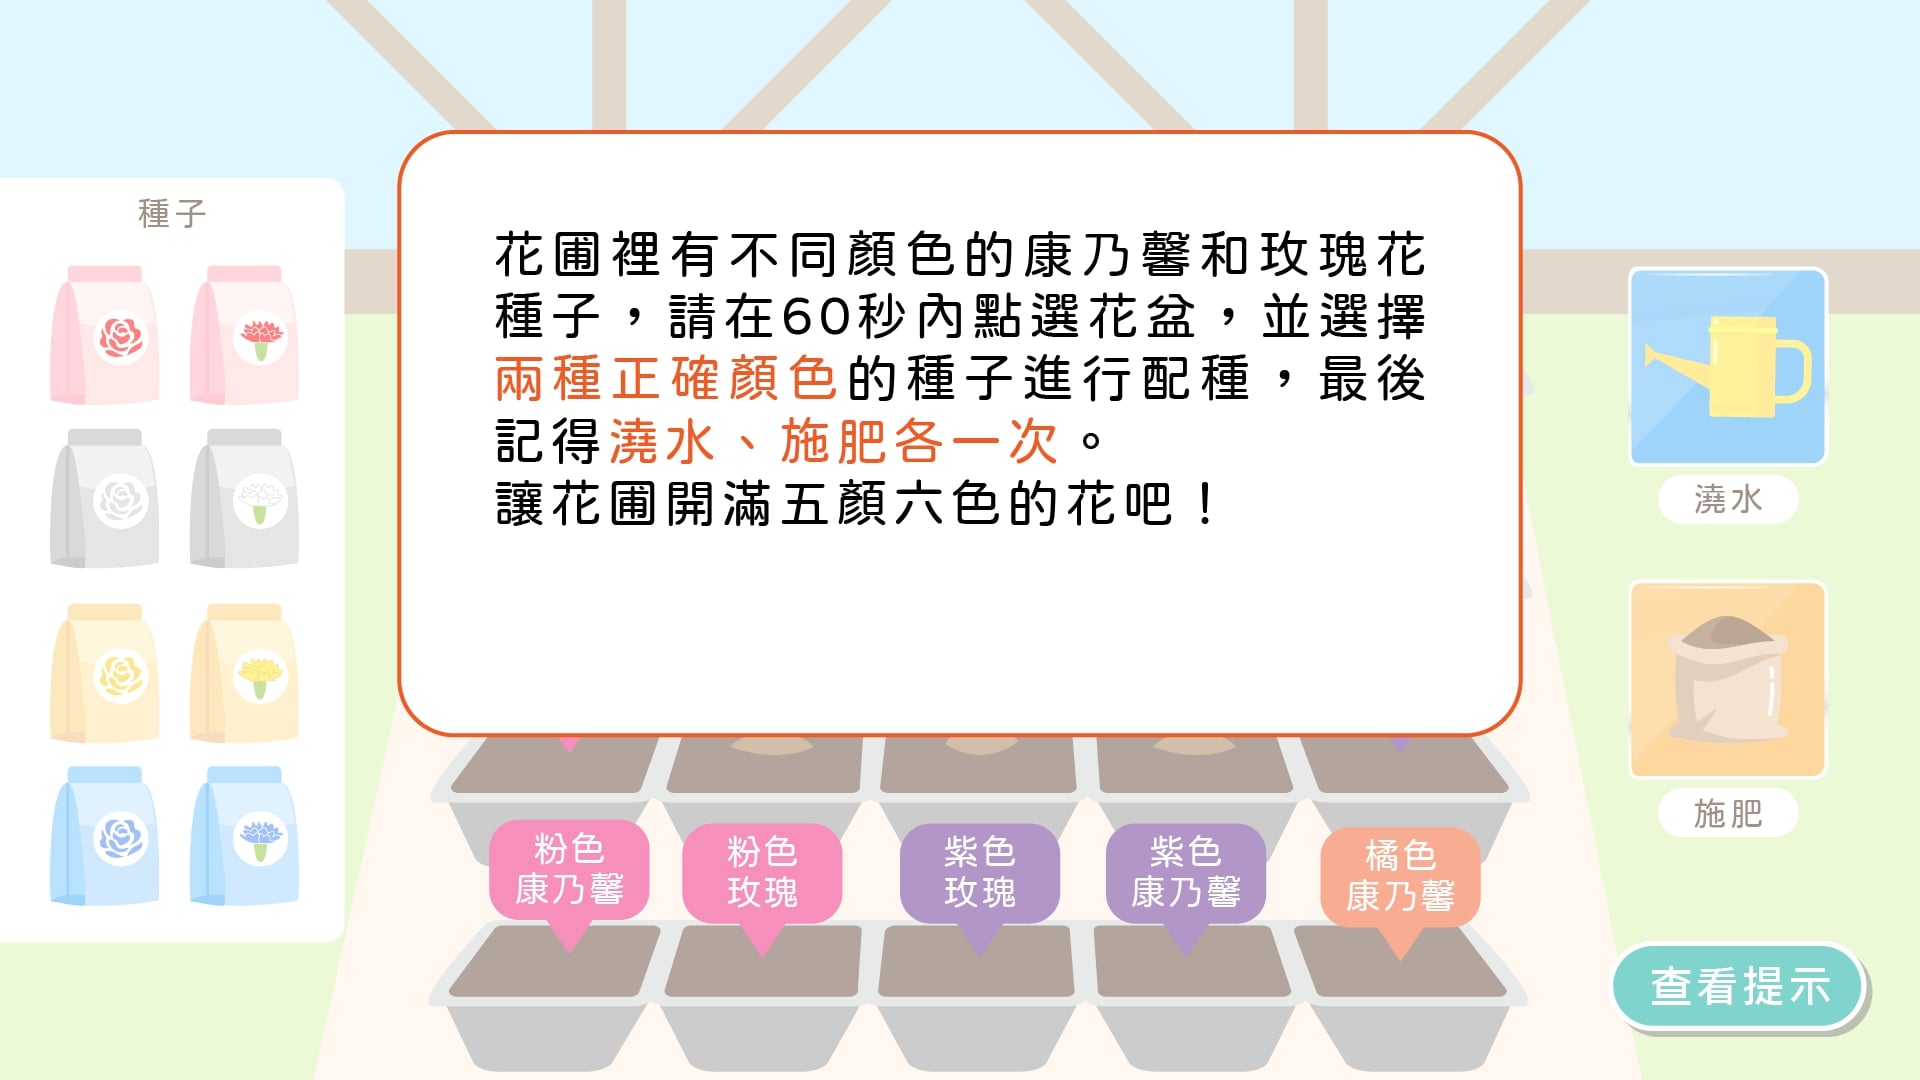 種子
花圃裡有不同顏色的康乃馨和玫瑰花
種子，請在60秒內點選花盆，並選擇
兩種正確顏色的種子進行配種，最後
記得澆水、施肥各一次。
讓花圃開滿五顏六色的花吧！
澆水
施肥
粉色
康乃馨
粉色
玫瑰
紫色
玫瑰
紫色
康乃馨
橘色
康乃馨
查看提示